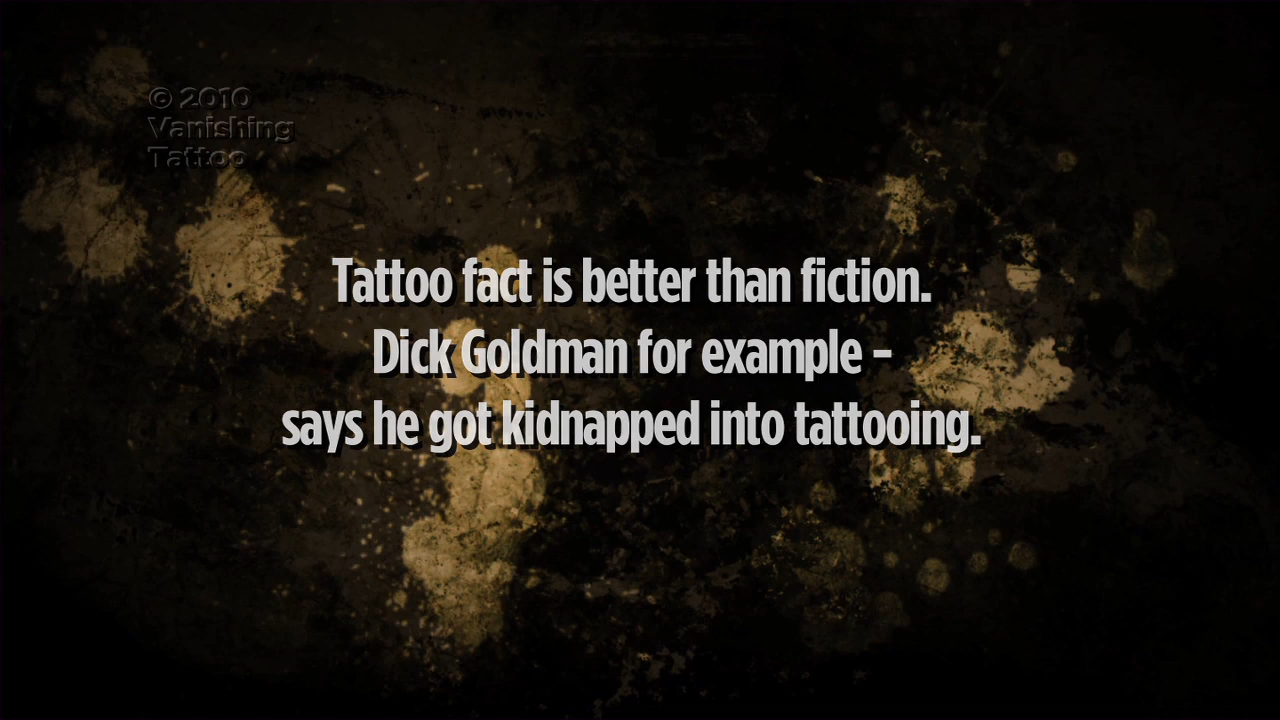 © 2010
Vanishing
Tattoo
Tattoo fact is better than fiction.
Dick Goldman for example -
says he got kidnapped into tattooing.